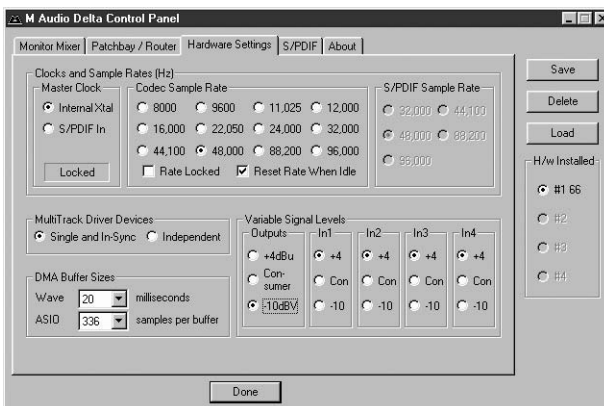 M Audio Delta Control Panel
Monitor Mixer Patchbay / Router Hardware Settings S/PDIF About
Clocks and Sample Rates (Hz)
Master Clock
Internal Xtal
S/PDIF In
Locked
Codec Sample Rate
8000 9600 11,025 12,000
16,000 22,050 24,000 32,000
44,100 48,000 88,200 96,000
Rate Locked Reset Rate When Idle
S/PDIF Sample Rate
32,000 44,100
48,000 88,200
96,000
MultiTrack Driver Devices
Single and In-Sync Independent
DMA Buffer Sizes
Wave 20 milliseconds
ASIO 336 samples per buffer
Variable Signal Levels
Outputs In1 In2 In3 In4
+4dBu +4 +4 +4 +4
Con-
sumer Con Con Con Con
-10dBV -10 -10 -10 -10
Save
Delete
Load
H/w Installed
#1 66
#2
#3
#4
Done